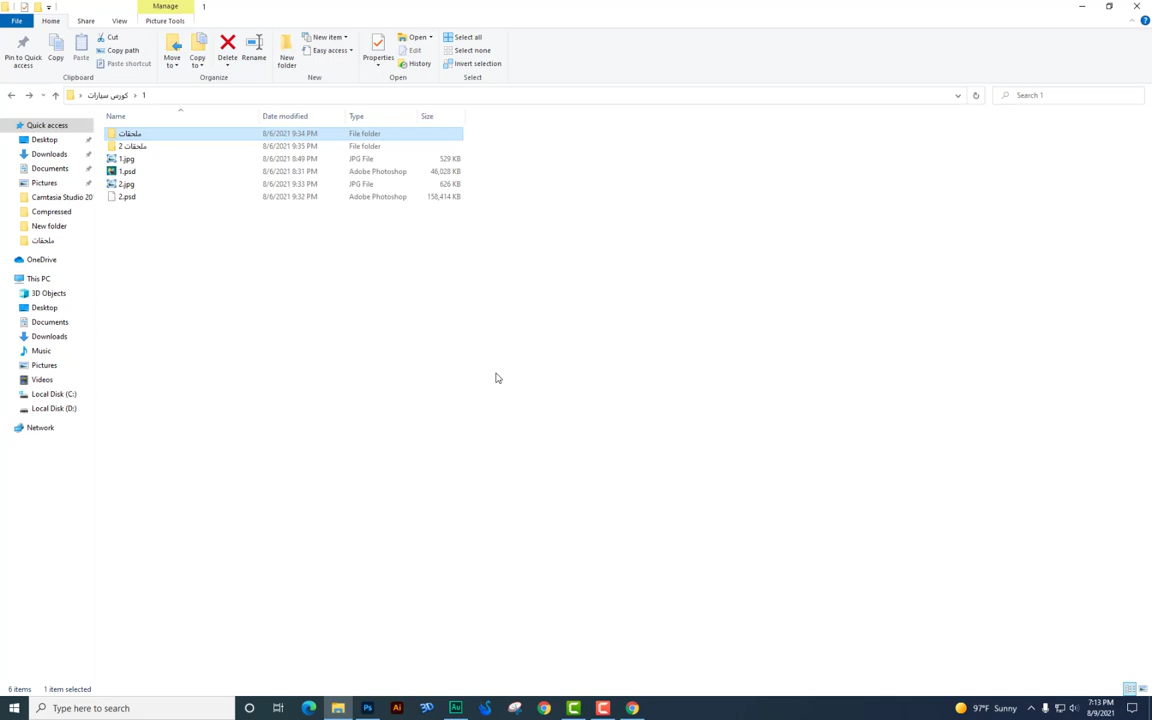 Manage
1
File
Home
Share
View
Picture Tools
Pin to Quick access
Copy
Paste
Cut
Copy path
Paste shortcut
Clipboard
Move to
Copy to
Delete
Rename
Organize
New folder
New item
Easy access
New
Properties
Open
Edit
History
Open
Select all
Select none
Invert selection
Select
كورس سيارات
1
Search 1
Name
Date modified
Type
Size
ملحقات 8/6/2021 9:34 PM File folder
ملحقات 2 8/6/2021 9:35 PM File folder
1.jpg 8/6/2021 8:49 PM JPG File 529 KB
1.psd 8/6/2021 8:31 PM Adobe Photoshop 46,028 KB
2.jpg 8/6/2021 9:33 PM JPG File 626 KB
2.psd 8/6/2021 9:32 PM Adobe Photoshop 158,414 KB
Quick access
Desktop
Downloads
Documents
Pictures
Camtasia Studio 20
Compressed
New folder
ملحقات
OneDrive
This PC
3D Objects
Desktop
Documents
Downloads
Music
Pictures
Videos
Local Disk (C:)
Local Disk (D:)
Network
6 items 1 item selected
Type here to search
Ps
Ai
Au
97°F Sunny
7:13 PM
8/9/2021